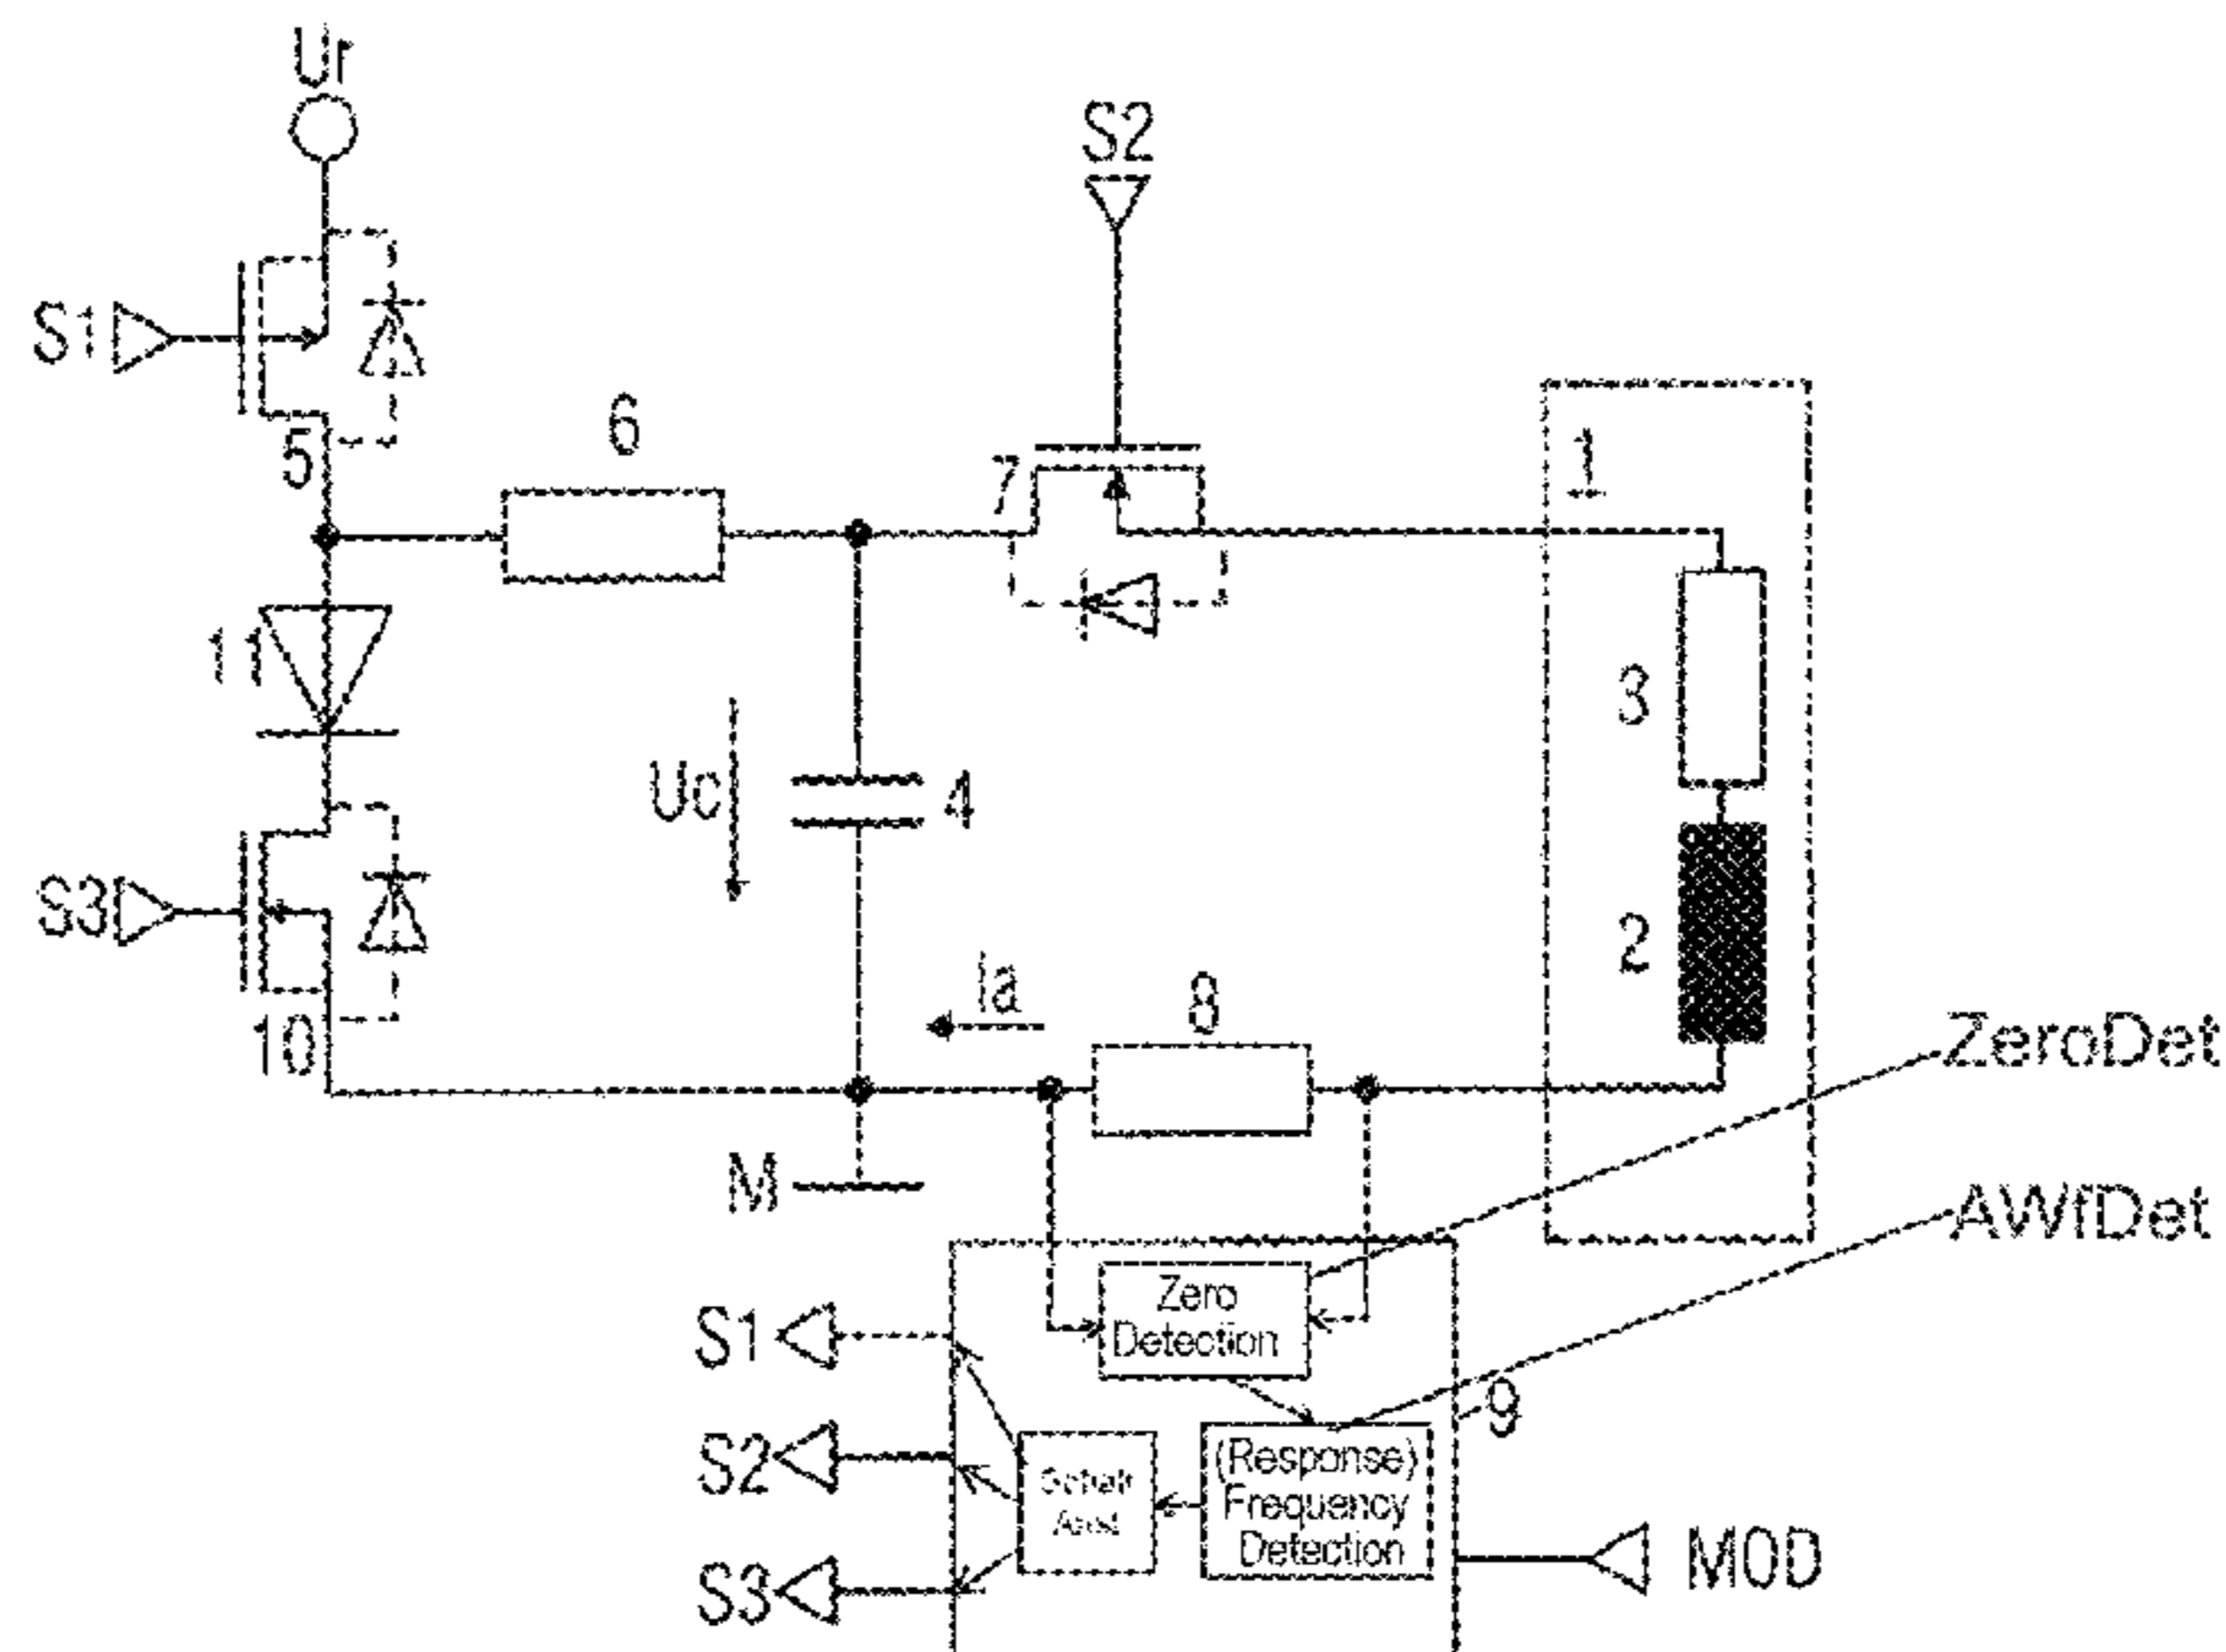 Ur
S2
S1
5
6
7
1
11
3
Uc
4
S3
2
10
ia
8
ZeroDet
M
AWfDet
Zero
Detection
S1
9
S2
(Response)
Frequency
Detection
S3
MOD